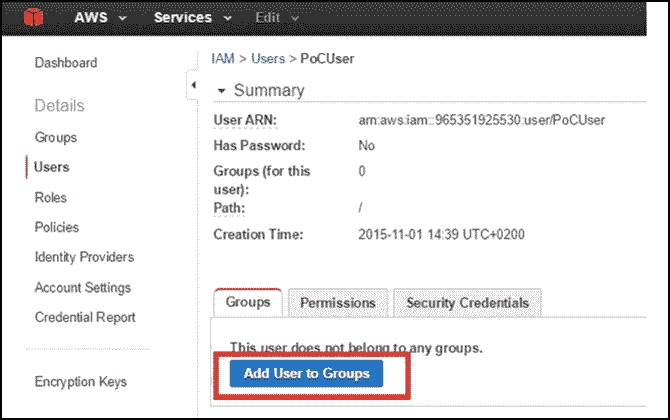 AWS Services Edit
Dashboard
Details
Groups
Users
Roles
Policies
Identity Providers
Account Settings
Credential Report
Encryption Keys
IAM > Users > PoCUser
Summary
User ARN: arn:aws:iam::965351925530:user/PoCUser
Has Password: No
Groups (for this user): 0
Path: /
Creation Time: 2015-11-01 14:39 UTC+0200
Groups Permissions Security Credentials
This user does not belong to any groups.
Add User to Groups